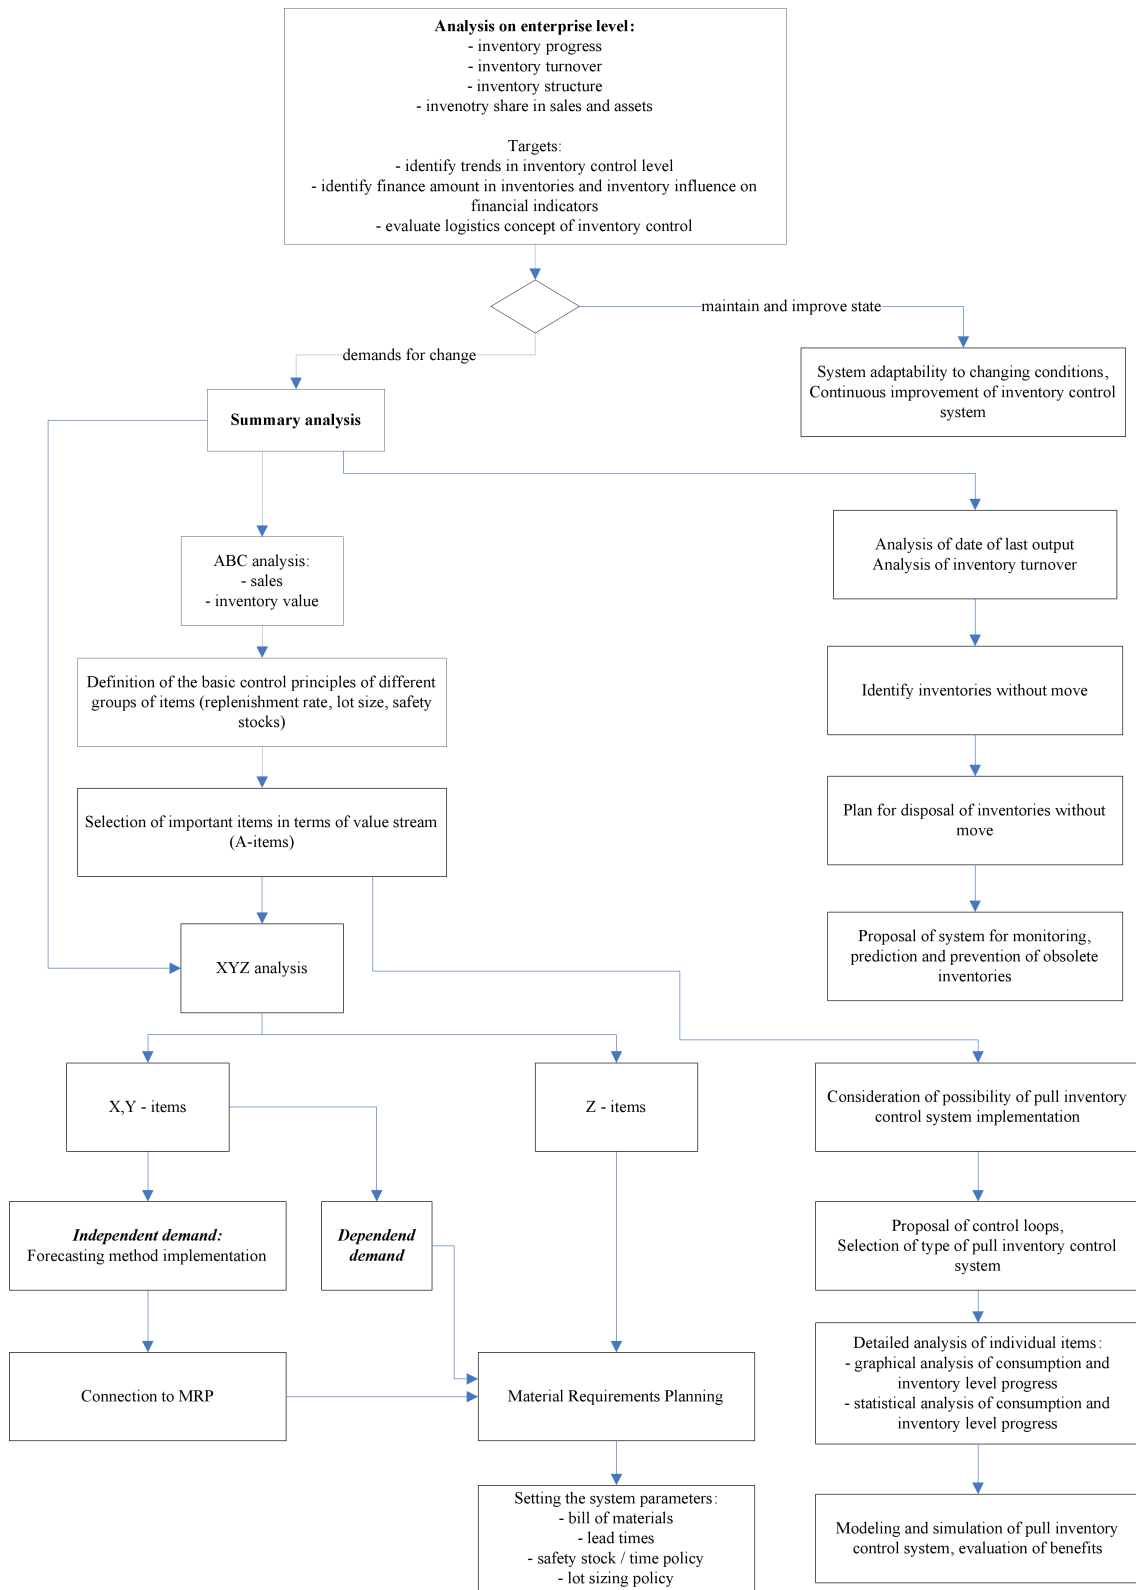 Analysis on enterprise level:
- inventory progress
- inventory turnover
- inventory structure
- invenotry share in sales and assets
Targets:
- identify trends in inventory control level
- identify finance amount in inventories and inventory influence on
financial indicators
- evaluate logistics concept of inventory control
maintain and improve state
demands for change
System adaptability to changing conditions,
Continuous improvement of inventory control
system
Summary analysis
Analysis of date of last output
Analysis of inventory turnover
ABC analysis:
- sales
- inventory value
Identify inventories without move
Definition of the basic control principles of different
groups of items (replenishment rate, lot size, safety
stocks)
Plan for disposal of inventories without
move
Selection of important items in terms of value stream
(A-items)
Proposal of system for monitoring,
prediction and prevention of obsolete
inventories
XYZ analysis
X,Y - items
Z - items
Consideration of possibility of pull inventory
control system implementation
Independent demand:
Forecasting method implementation
Dependend
demand
Proposal of control loops,
Selection of type of pull inventory control
system
Connection to MRP
Material Requirements Planning
Detailed analysis of individual items:
- graphical analysis of consumption and
inventory level progress
- statistical analysis of consumption and
inventory level progress
Setting the system parameters:
- bill of materials
- lead times
- safety stock / time policy
- lot sizing policy
Modeling and simulation of pull inventory
control system, evaluation of benefits